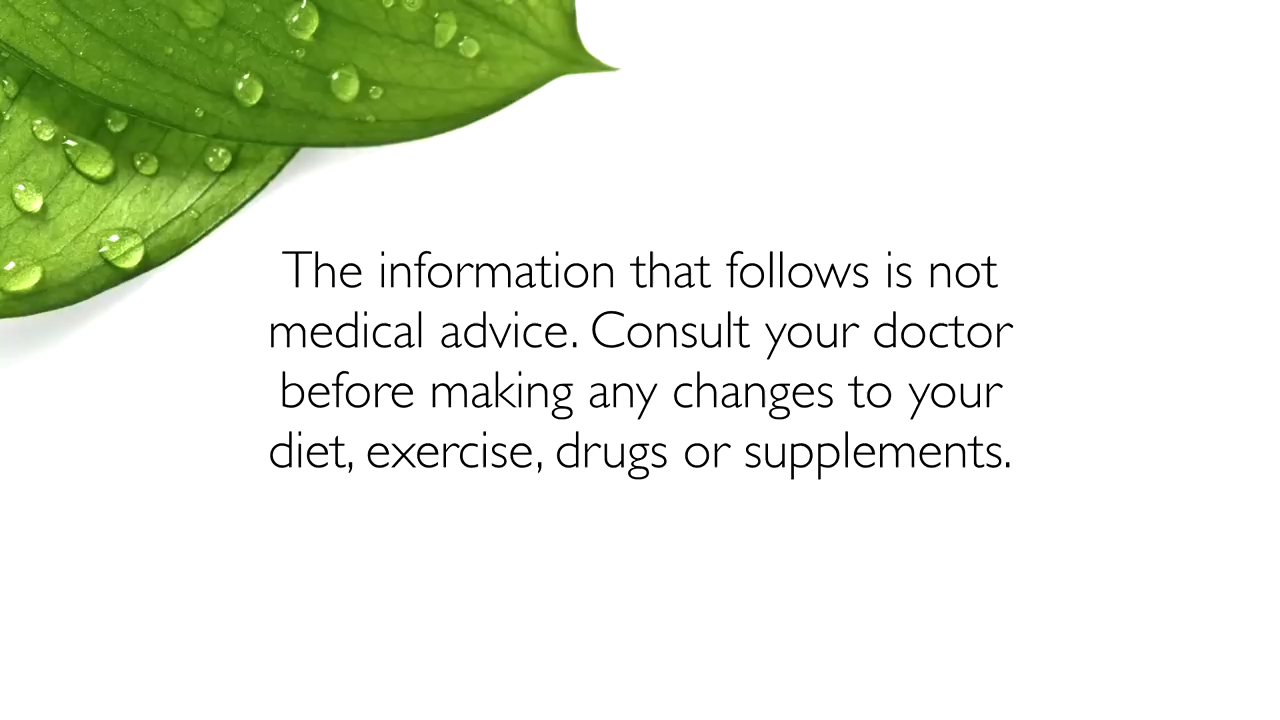 The information that follows is not
medical advice. Consult your doctor
before making any changes to your
diet, exercise, drugs or supplements.